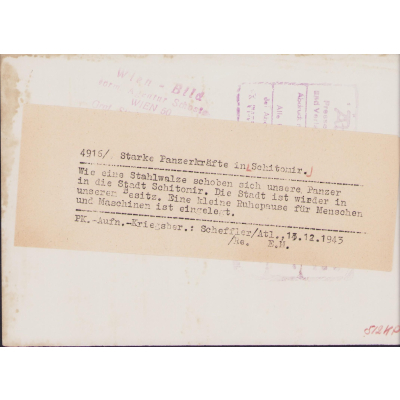 Wien - Bild
WIEN
4916/ Starke Panzerkräfte in Schitomir.
Wie eine Stahlwalze schoben sich unsere Panzer
in die Stadt Schitomir. Die Stadt ist wieder in
unserem Besitz. Eine kleine Ruhepause für Menschen
und Maschinen ist eingelegt.
PK.-Aufn.-Kriegsber.: Scheffler/Atl., 13.12.1943
/He. E.N.